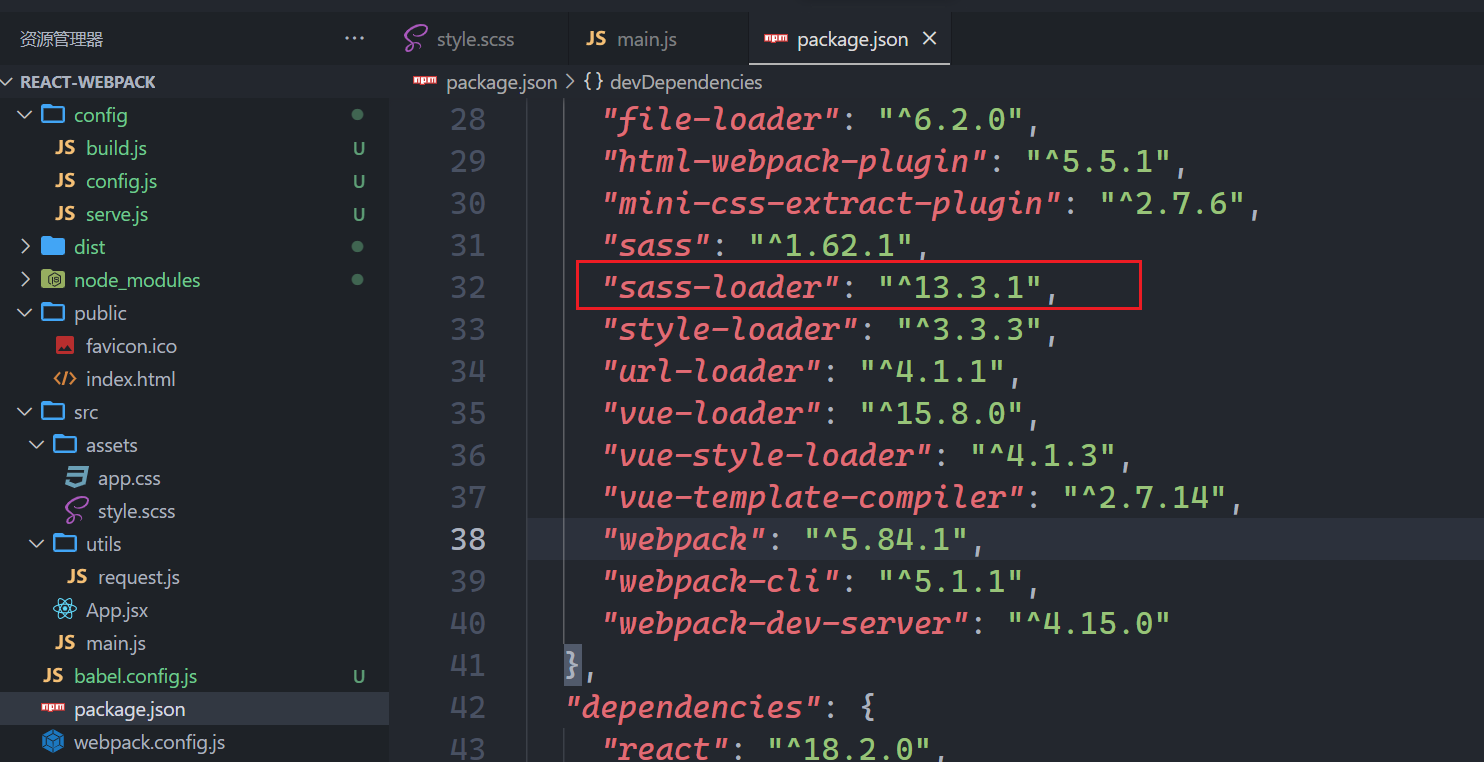 资源管理器 ...
REACT-WEBPACK
config
JS build.js U
JS config.js U
JS serve.js U
dist
node_modules
public
favicon.ico
index.html
src
assets
app.css
style.scss
utils
JS request.js
App.jsx
JS main.js
JS babel.config.js U
npm package.json
webpack.config.js
style.scss
JS main.js
npm package.json ×
npm package.json > {} devDependencies
28 "file-loader": "^6.2.0",
29 "html-webpack-plugin": "^5.5.1",
30 "mini-css-extract-plugin": "^2.7.6",
31 "sass": "^1.62.1",
32 "sass-loader": "^13.3.1",
33 "style-loader": "^3.3.3",
34 "url-loader": "^4.1.1",
35 "vue-loader": "^15.8.0",
36 "vue-style-loader": "^4.1.3",
37 "vue-template-compiler": "^2.7.14",
38 "webpack": "^5.84.1",
39 "webpack-cli": "^5.1.1",
40 "webpack-dev-server": "^4.15.0"
41 },
42 "dependencies": {
43 "react": "^18.2.0",